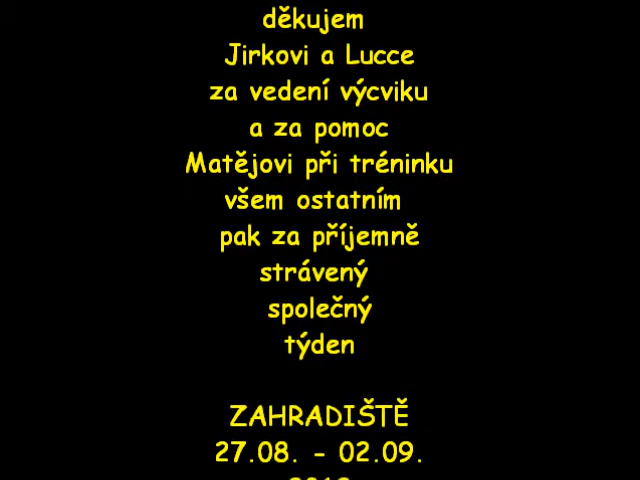 děkujem
Jirkovi a Lucce
za vedení výcviku
a za pomoc
Matějovi při tréninku
všem ostatním
pak za příjemně
strávený
společný
týden
ZAHRADIŠTĚ
27.08. - 02.09.